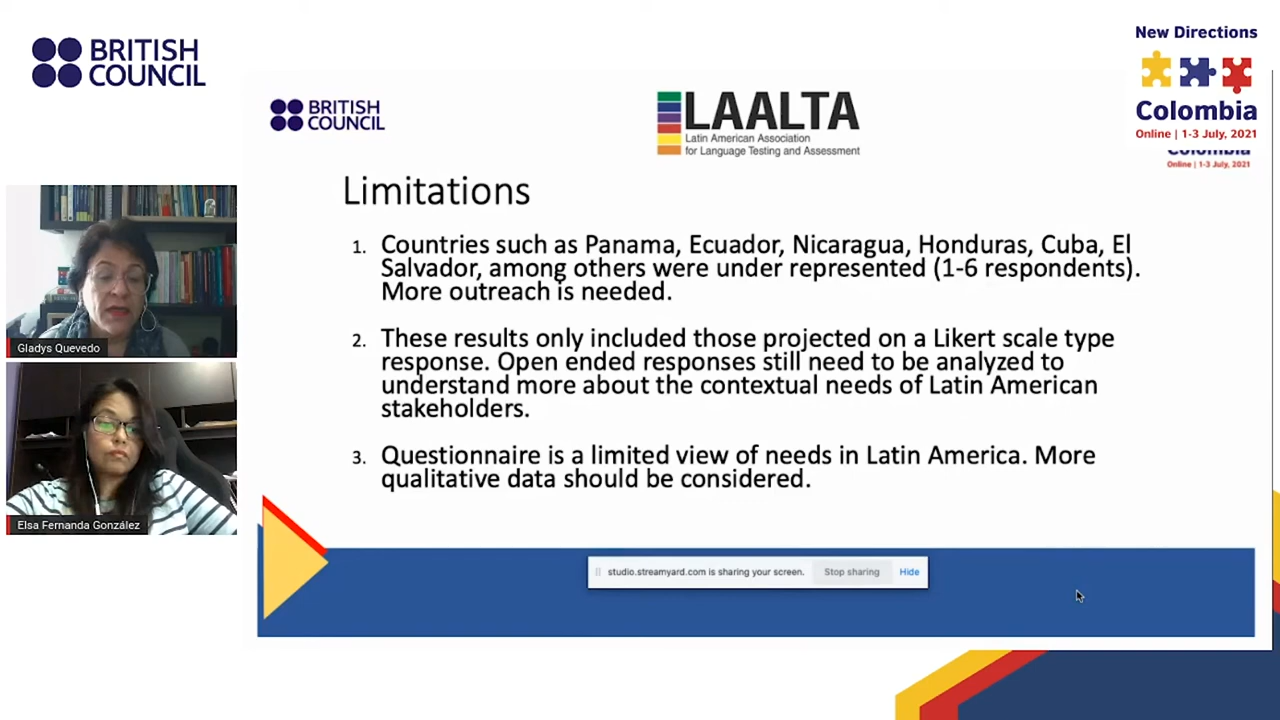 BRITISH
COUNCIL
New Directions
Colombia
Online | 1-3 July, 2021
BRITISH
COUNCIL
LAALTA
Latin American Association
for Language Testing and Assessment
Colombia
Online | 1-3 July, 2021
Limitations
1. Countries such as Panama, Ecuador, Nicaragua, Honduras, Cuba, El
Salvador, among others were under represented (1-6 respondents).
More outreach is needed.
2. These results only included those projected on a Likert scale type
response. Open ended responses still need to be analyzed to
understand more about the contextual needs of Latin American
stakeholders.
3. Questionnaire is a limited view of needs in Latin America. More
qualitative data should be considered.
Gladys Quevedo
Elsa Fernanda González
studio.streamyard.com is sharing your screen. Stop sharing Hide